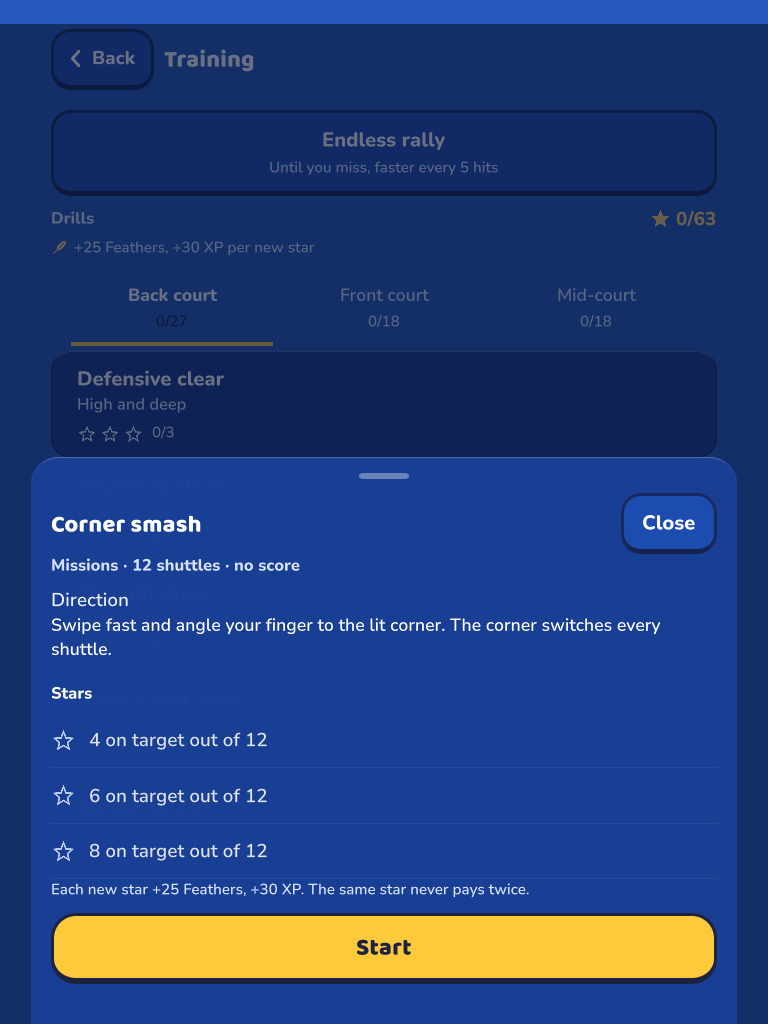 Back
Training
Endless rally
Until you miss, faster every 5 hits
Drills
0/63
+25 Feathers, +30 XP per new star
Back court
Front court
Mid-court
0/27
0/18
0/18
Defensive clear
High and deep
0/3
Corner smash
Close
Missions · 12 shuttles · no score
Direction
Swipe fast and angle your finger to the lit corner. The corner switches every
shuttle.
Stars
4 on target out of 12
6 on target out of 12
8 on target out of 12
Each new star +25 Feathers, +30 XP. The same star never pays twice.
Start